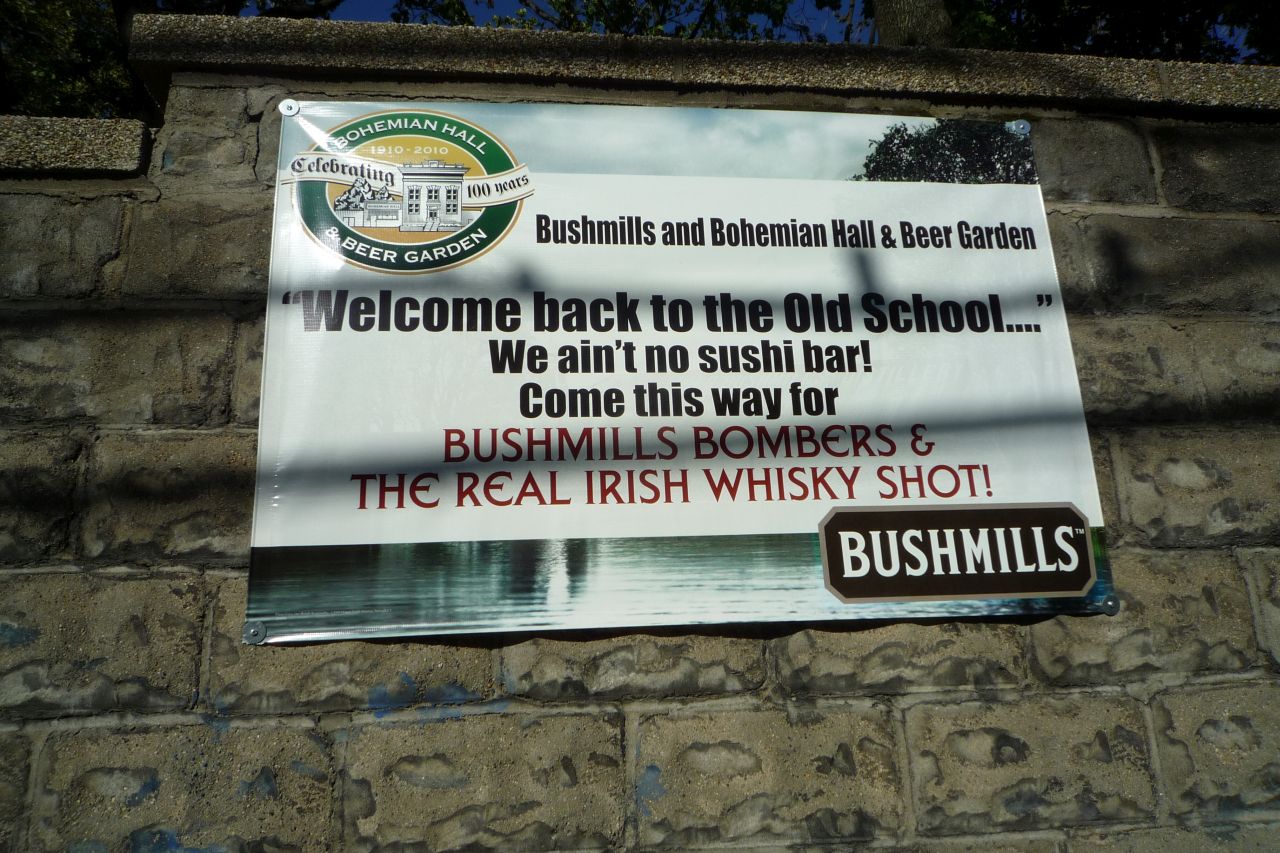 BOHEMIAN HALL
1910 - 2010
Celebrating 100 years
& BEER GARDEN
Bushmills and Bohemian Hall & Beer Garden
“Welcome back to the Old School....”
We ain’t no sushi bar!
Come this way for
BUSHMILLS BOMBERS &
THE REAL IRISH WHISKY SHOT!
BUSHMILLS™